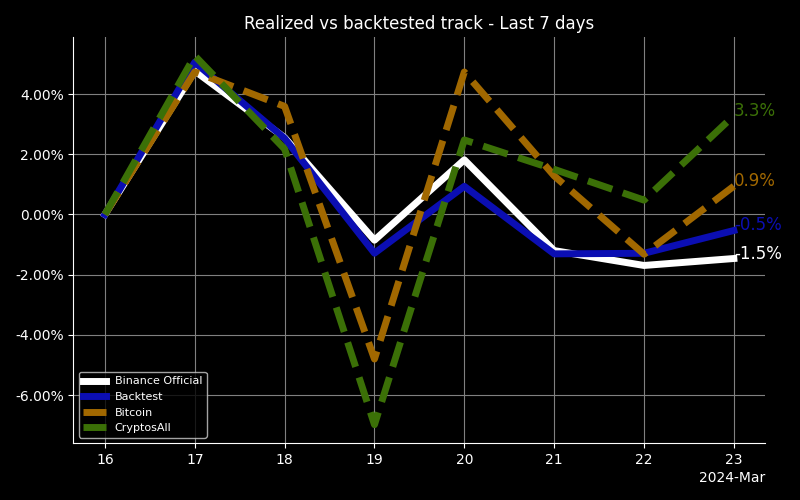 Realized vs backtested track - Last 7 days
4.00%
2.00%
0.00%
-2.00%
-4.00%
-6.00%
3.3%
0.9%
-0.5%
-1.5%
Binance Official
Backtest
Bitcoin
CryptosAll
16 17 18 19 20 21 22 23
2024-Mar